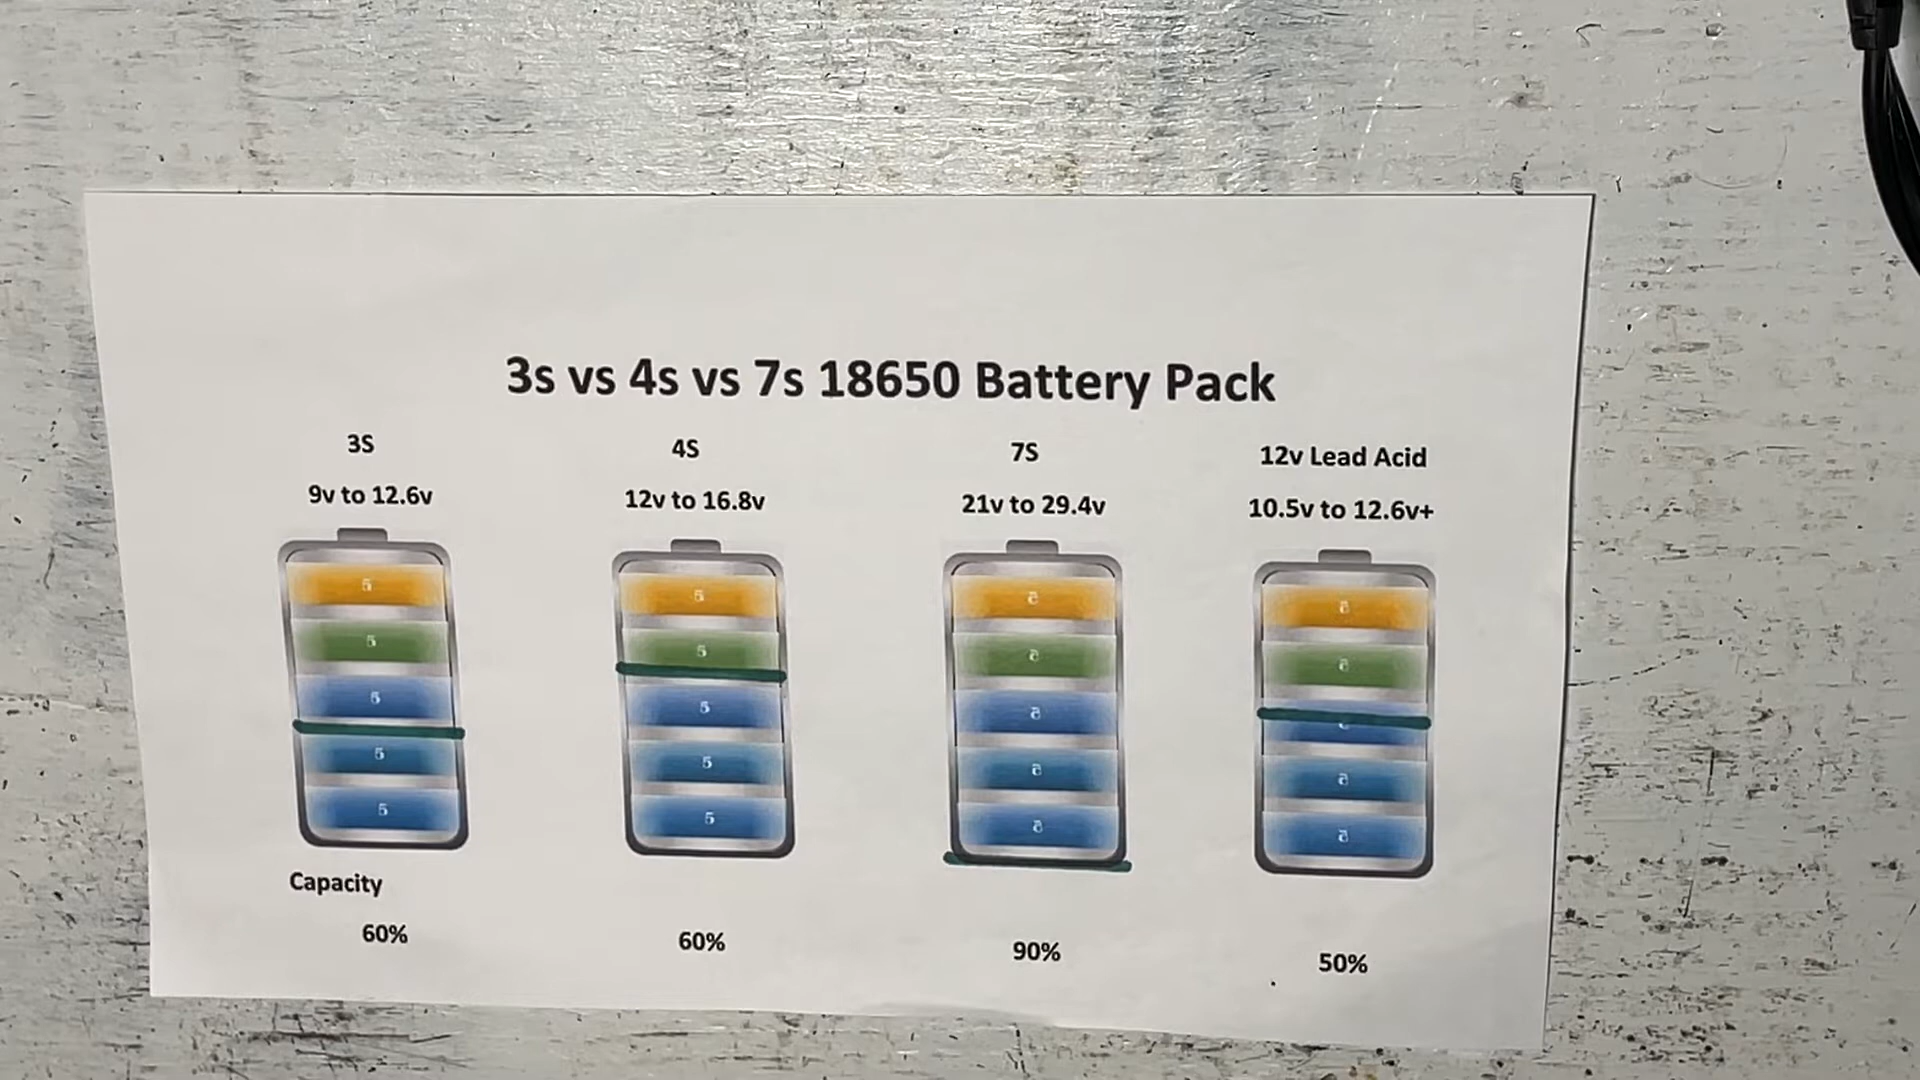 3s vs 4s vs 7s 18650 Battery Pack
3S
4S
7S
12v Lead Acid
9v to 12.6v
12v to 16.8v
21v to 29.4v
10.5v to 12.6v+
Capacity
60%
60%
90%
50%